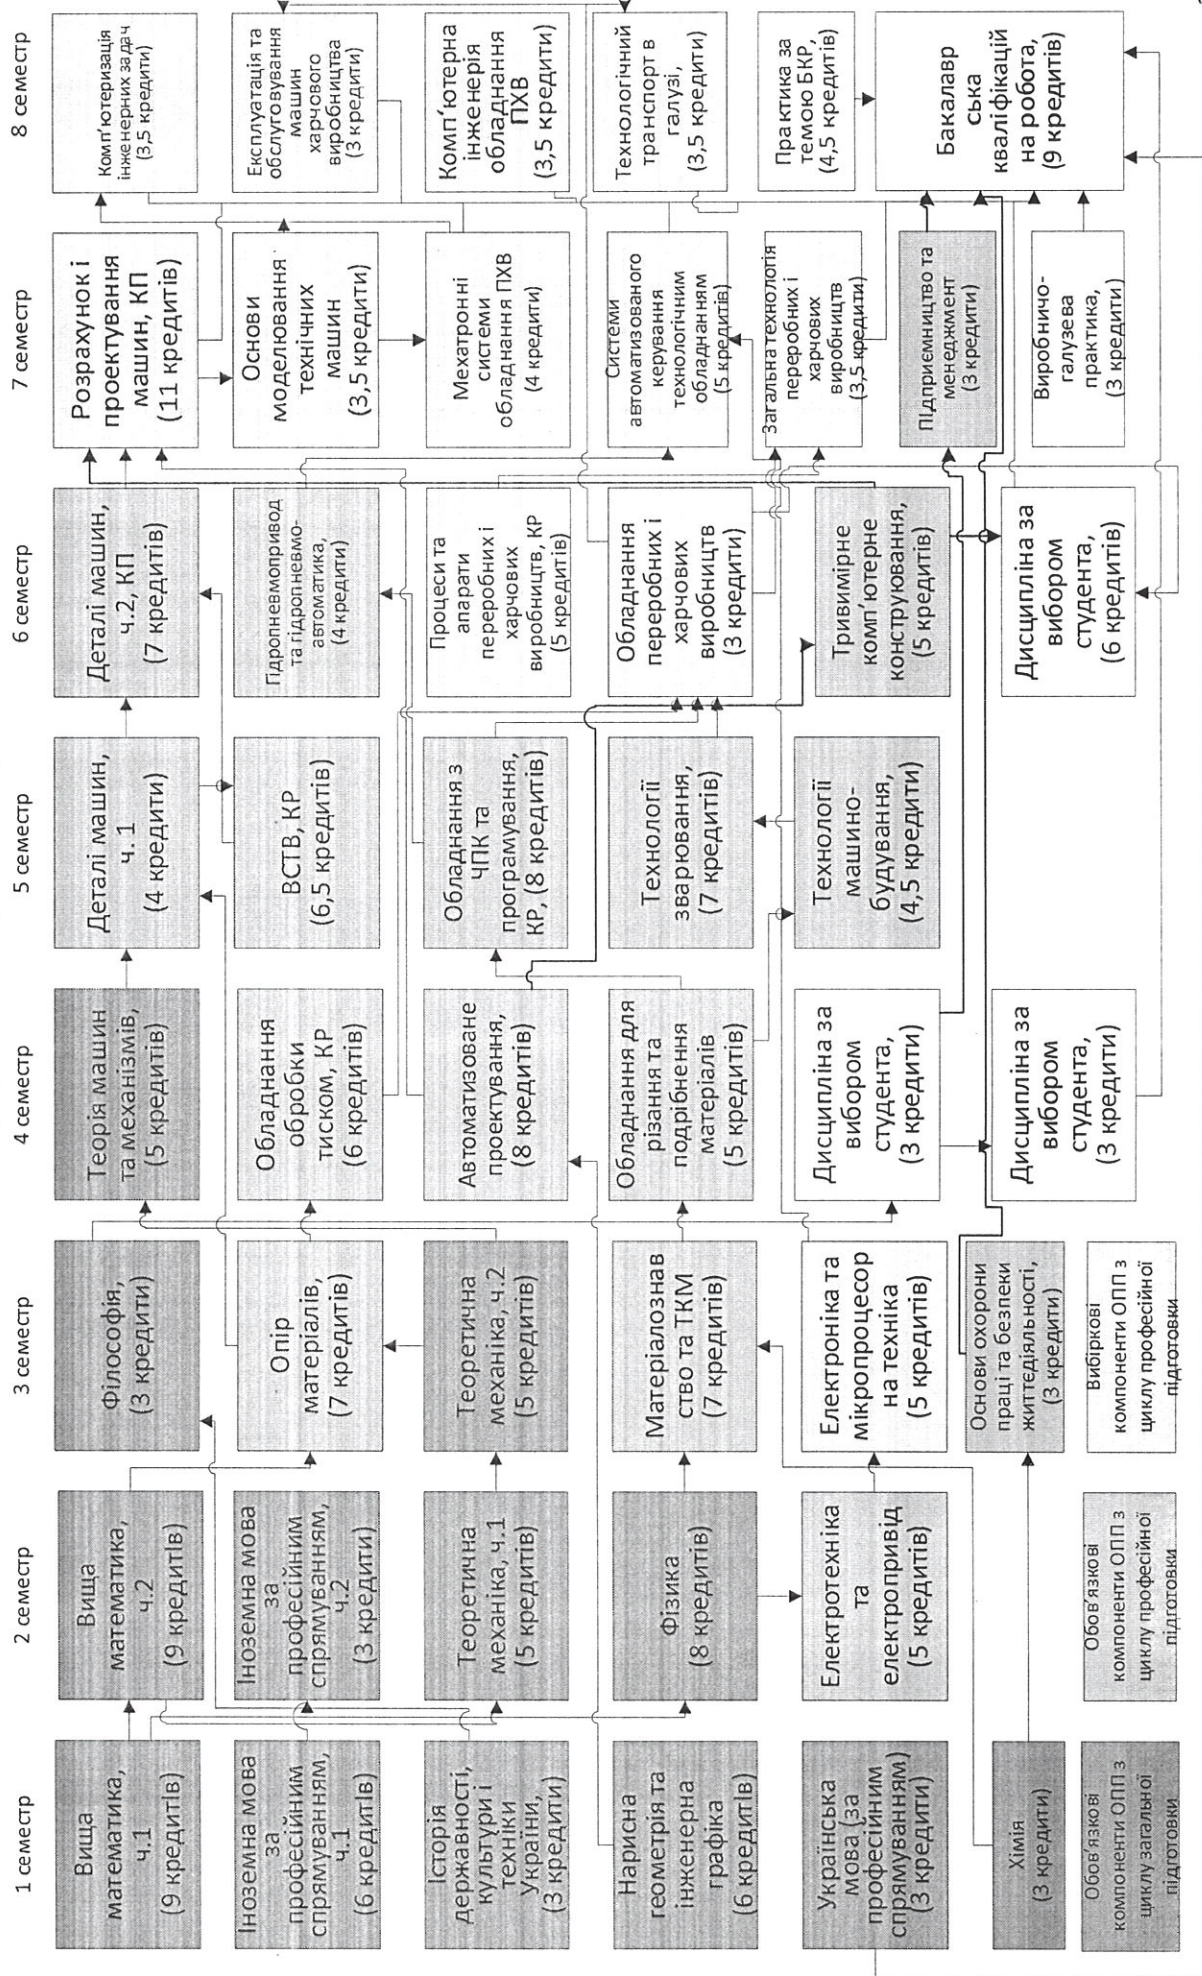 1 семестр
Вища
математика,
ч.1
(9 кредитів)
Іноземна мова
за
професійним
спрямуванням,
ч.1
(6 кредитів)
Історія
державності,
культури і
техніки
України,
(3 кредити)
Нарисна
геометрія та
інженерна
графіка
(6 кредитів)
Українська
мова (за
професійним
спрямуванням)
(3 кредити)
Хімія
(3 кредити)
Обов'язкові
компоненти ОПП з
циклу загальної
підготовки
2 семестр
Вища
математика,
ч.2
(9 кредитів)
Іноземна мова
за
професійним
спрямуванням,
ч.2
(3 кредити)
Теоретична
механіка, ч.1
(5 кредитів)
Фізика
(8 кредитів)
Електротехніка
та
електропривід
(5 кредитів)
Обов'язкові
компоненти ОПП з
циклу професійної
підготовки
3 семестр
Філософія,
(3 кредити)
Опір
матеріалів,
(7 кредитів)
Теоретична
механіка, ч.2
(5 кредитів)
Матеріалознав
ство та ТКМ
(7 кредитів)
Електроніка та
мікропроцесор
на техніка
(5 кредитів)
Основи охорони
праці та безпеки
життедіяльності,
(3 кредити)
Вибіркові
компоненти ОПП з
циклу професійної
підготовки
4 семестр
Теорія машин
та механізмів,
(5 кредитів)
Обладнання
обробки
тиском, КР
(6 кредитів)
Автоматизоване
проектування,
(8 кредитів)
Обладнання для
різання та
подрібнення
матеріалів
(5 кредитів)
Дисципліна за
вибором
студента,
(3 кредити)
Дисципліна за
вибором
студента,
(3 кредити)
5 семестр
Деталі машин,
ч. 1
(4 кредити)
ВСТВ, КР
(6,5 кредитів)
Обладнання з
ЧПК та
програмування,
КР, (8 кредитів)
Технології
зварювання,
(7 кредитів)
Технології
машино-
будування,
(4,5 кредитів)
6 семестр
Деталі машин,
ч.2, КП
(7 кредитів)
Гідропневмопривод
та гідропневмо-
автоматика,
(4 кредити)
Процеси та
апарати
переробних і
харчових
виробництв, КР
(5 кредитів)
Обладнання
переробних і
харчових
виробництв
(3 кредити)
Тривимірне
комп'ютерне
конструювання,
(5 кредитів)
Дисципліна за
вибором
студента,
(6 кредитів)
7 семестр
Розрахунок і
проектування
машин, КП
(11 кредитів)
Основи
моделювання
технічних
машин
(3,5 кредити)
Мехатронні
системи
обладнання ПХВ
(4 кредити)
Системи
автоматизованого
керування
технологічним
обладнанням
(5 кредитів)
Загальна технологія
переробних і
харчових
виробництв
(3,5 кредити)
Підприємництво та
менеджмент
(3 кредити)
Виробничо-
галузева
практика,
(3 кредити)
8 семестр
Комп'ютеризація
інженерних задач
(3,5 кредити)
Експлуатація та
обслуговування
машин
харчового
виробництва
(3 кредити)
Комп'ютерна
інженерія
обладнання
ПХВ
(3,5 кредити)
Технологічний
транспорт в
галузі,
(3,5 кредити)
Практика за
темою БКР,
(4,5 кредитів)
Бакалавр
ська
кваліфікацій
на робота,
(9 кредитів)